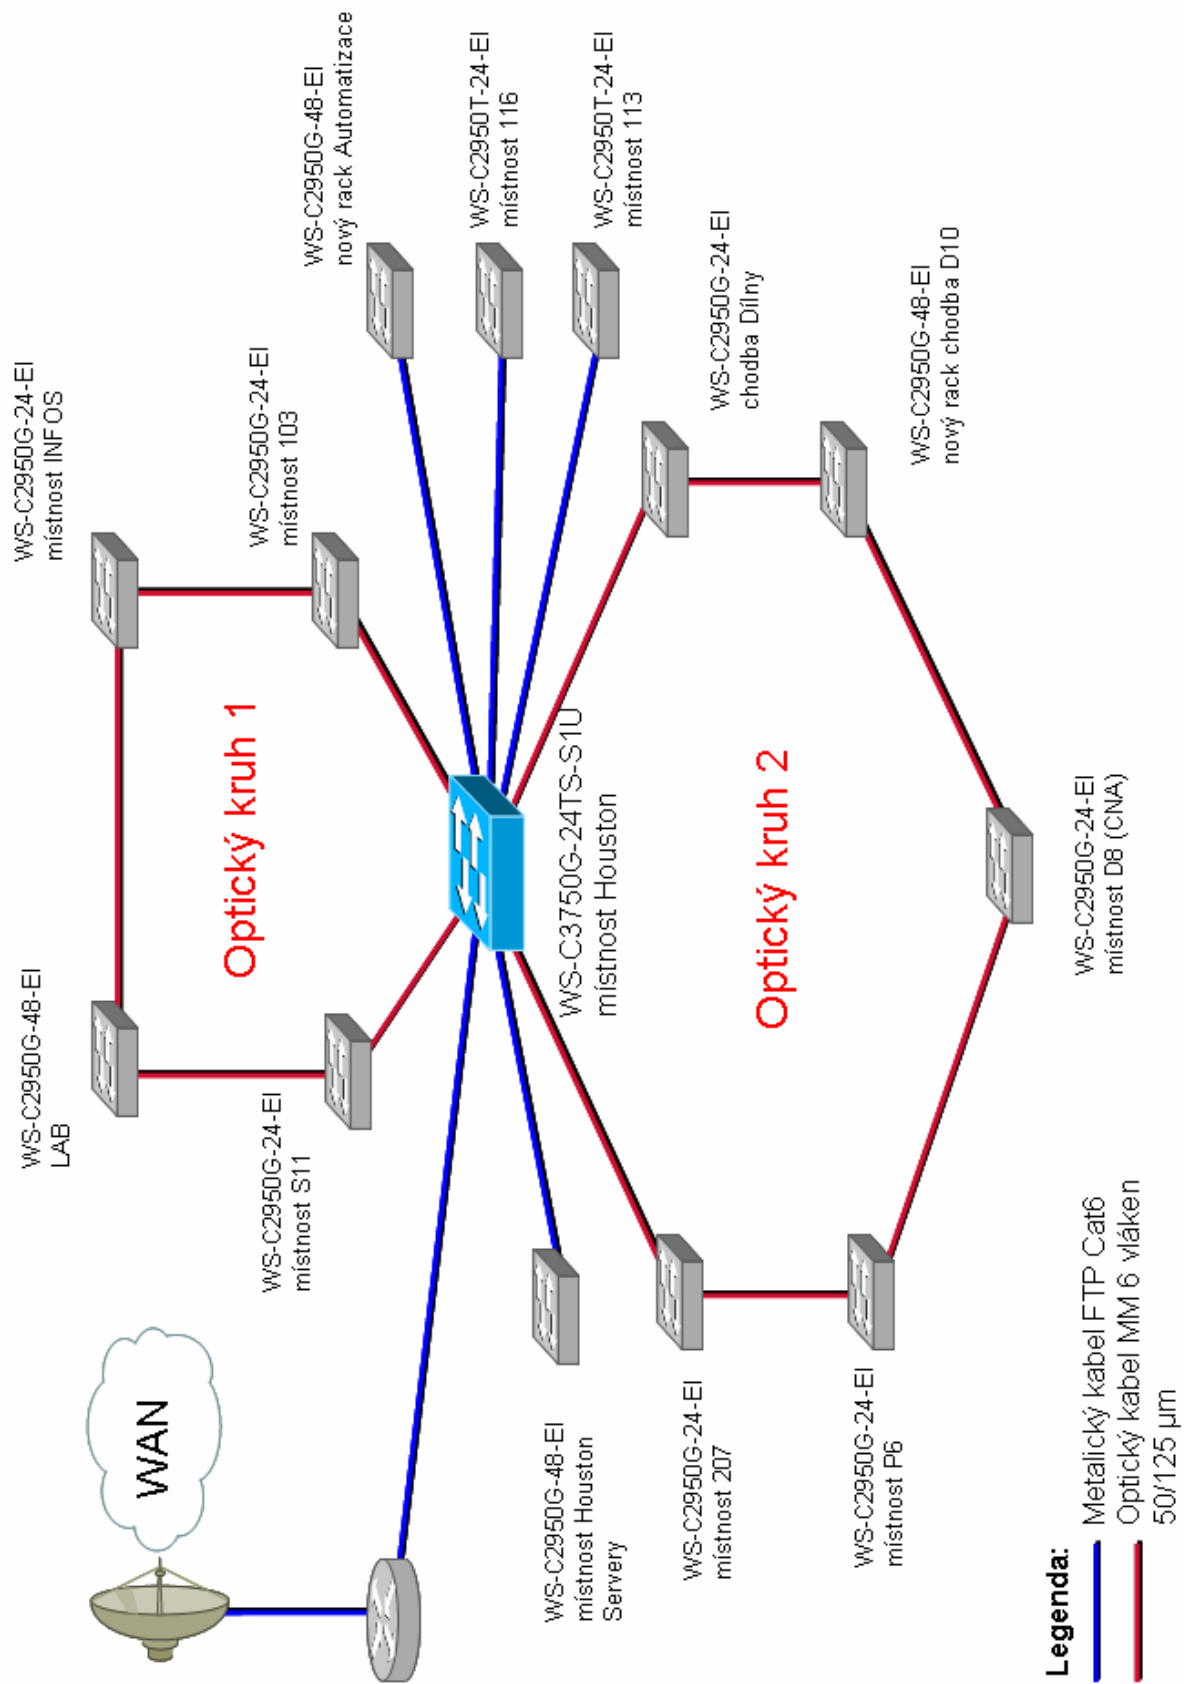 WAN
WS-C2950G-48-EI
LAB
WS-C2950G-24-EI
místnost INFOS
WS-C2950G-24-EI
místnost S11
Optický kruh 1
WS-C2950G-24-EI
místnost 103
WS-C2950G-48-EI
nový rack Automatizace
WS-C2950T-24-EI
místnost 116
WS-C2950T-24-EI
místnost 113
WS-C2950G-48-EI
místnost Houston
Servery
WS-C3750G-24TS-S1U
místnost Houston
WS-C2950G-24-EI
místnost 207
WS-C2950G-24-EI
chodba Dílny
Optický kruh 2
WS-C2950G-24-EI
místnost P6
WS-C2950G-48-EI
nový rack chodba D10
WS-C2950G-24-EI
místnost D8 (CNA)
Legenda:
Metalický kabel FTP Cat6
Optický kabel MM 6 vláken
50/125 µm